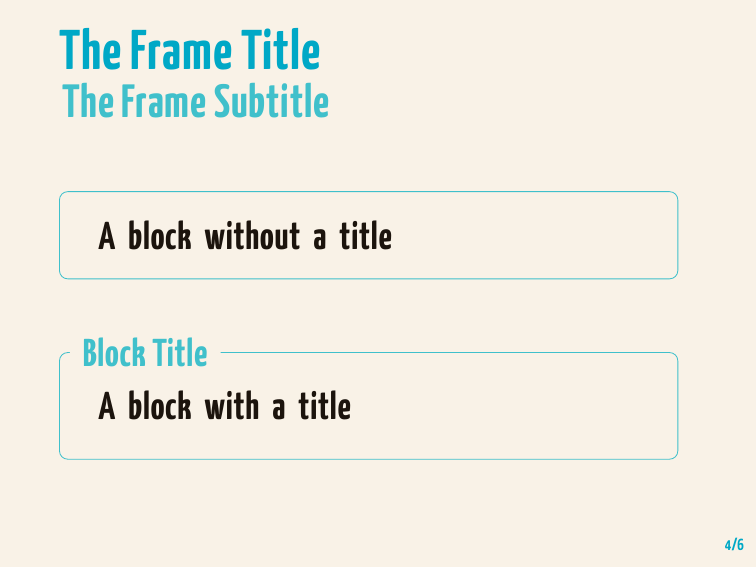 The Frame Title
The Frame Subtitle
A block without a title
Block Title
A block with a title
4/6